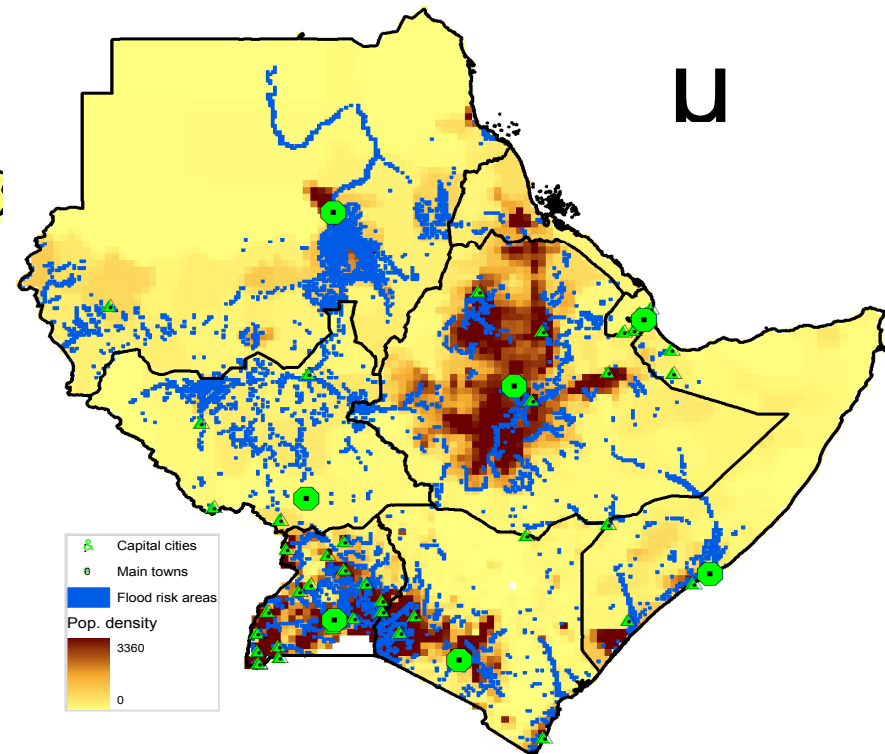 u
& Capital cities
e Main towns
Flood risk areas
Pop. density
3360
0